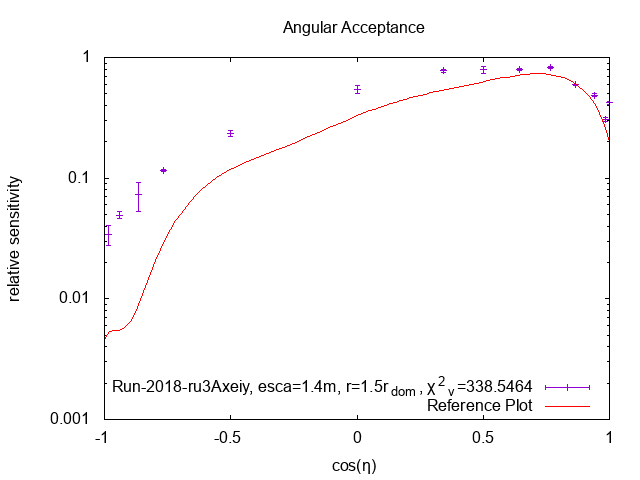 Angular Acceptance
relative sensitivity
1
0.1
0.01
0.001
Run-2018-ru3Axeiy, esca=1.4m, r=1.5r_dom, χ²_v=338.5464
Reference Plot
-1 -0.5 0 0.5 1
cos(η)